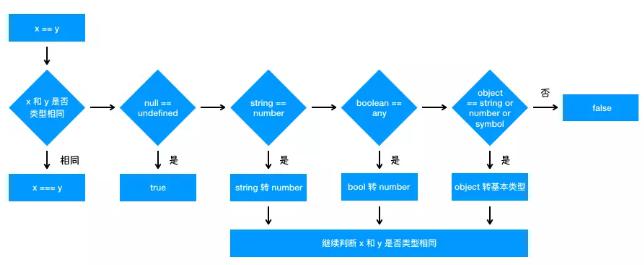 x == y
x 和 y 是否
类型相同
null ==
undefined
string ==
number
boolean ==
any
object
== string or
number or
symbol
否
false
相同
是
是
是
是
x === y
true
string 转 number
bool 转 number
object 转基本类型
继续判断 x 和 y 是否类型相同